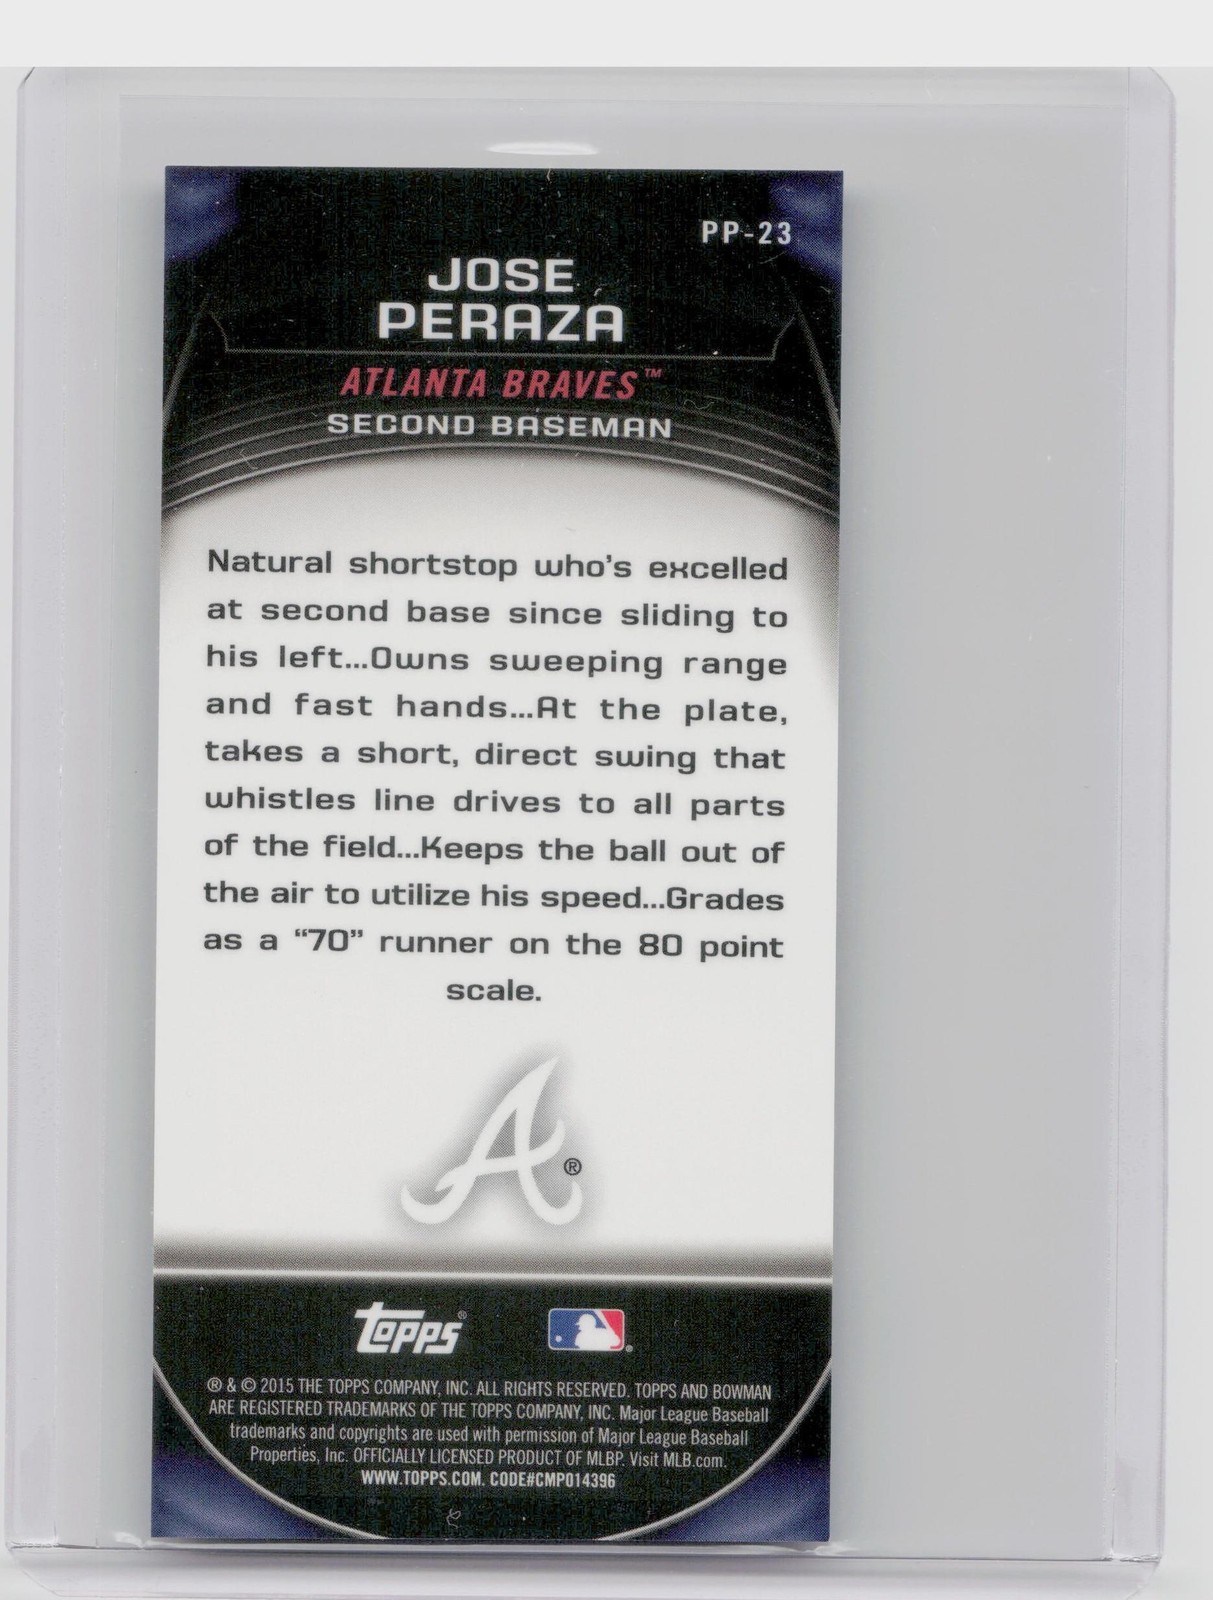 PP-23
JOSE
PERAZA
ATLANTA BRAVES™
SECOND BASEMAN
Natural shortstop who's excelled
at second base since sliding to
his left...Owns sweeping range
and fast hands...At the plate,
takes a short, direct swing that
whistles line drives to all parts
of the field...Keeps the ball out of
the air to utilize his speed...Grades
as a “70” runner on the 80 point
scale.
A®
Topps®
® & © 2015 THE TOPPS COMPANY, INC. ALL RIGHTS RESERVED. TOPPS AND BOWMAN
ARE REGISTERED TRADEMARKS OF THE TOPPS COMPANY, INC. Major League Baseball
trademarks and copyrights are used with permission of Major League Baseball
Properties, Inc. OFFICIALLY LICENSED PRODUCT OF MLBP. Visit MLB.com.
WWW.TOPPS.COM. CODE#CMP014396